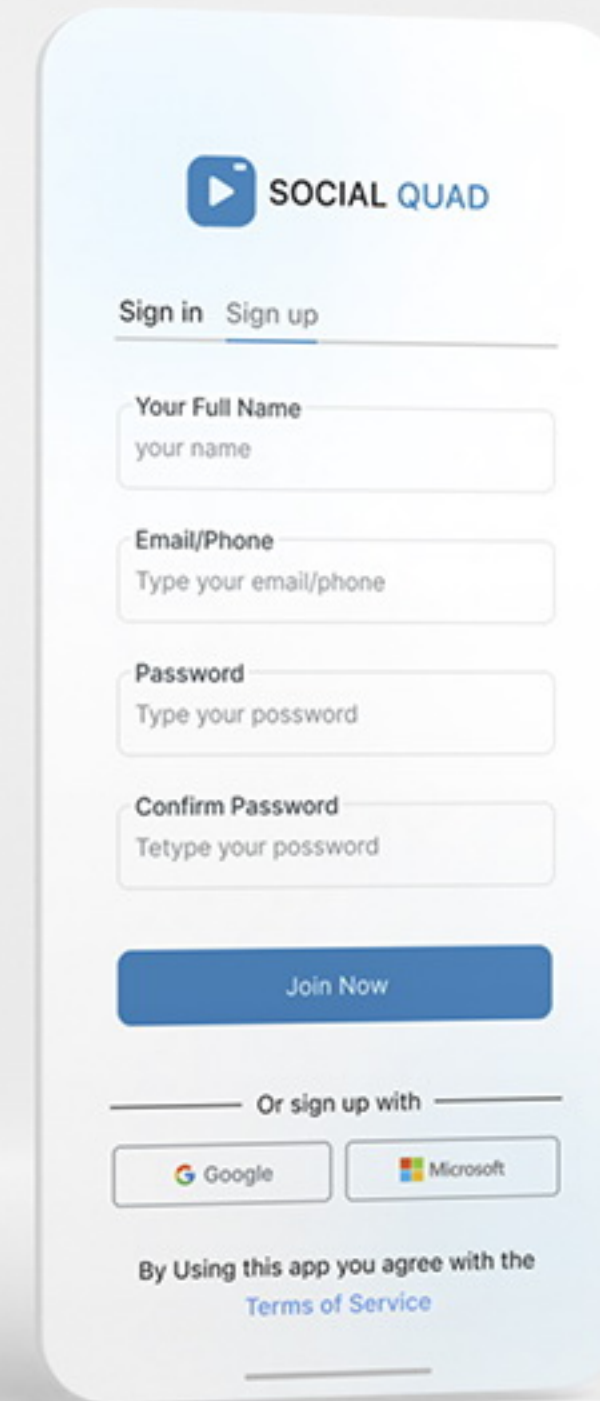 SOCIAL QUAD
Sign in Sign up
Your Full Name
your name
Email/Phone
Type your email/phone
Password
Type your possword
Confirm Password
Tetype your possword
Join Now
Or sign up with
Google Microsoft
By Using this app you agree with the
Terms of Service